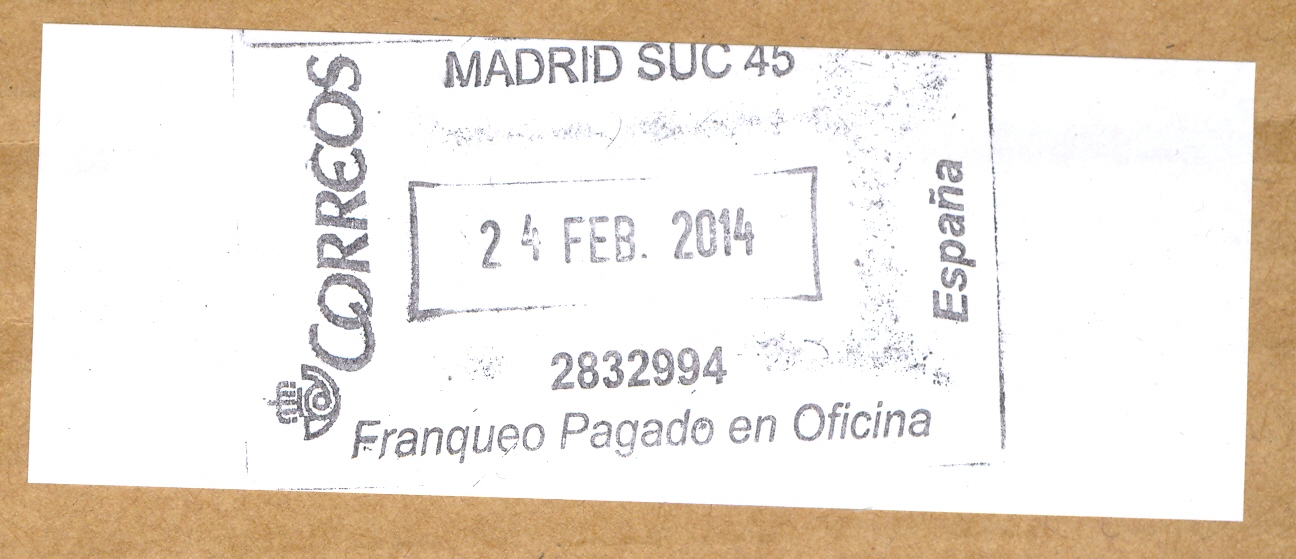 MADRID SUC 45
CORREOS
24 FEB. 2014
España
2832994
Franqueo Pagado en Oficina